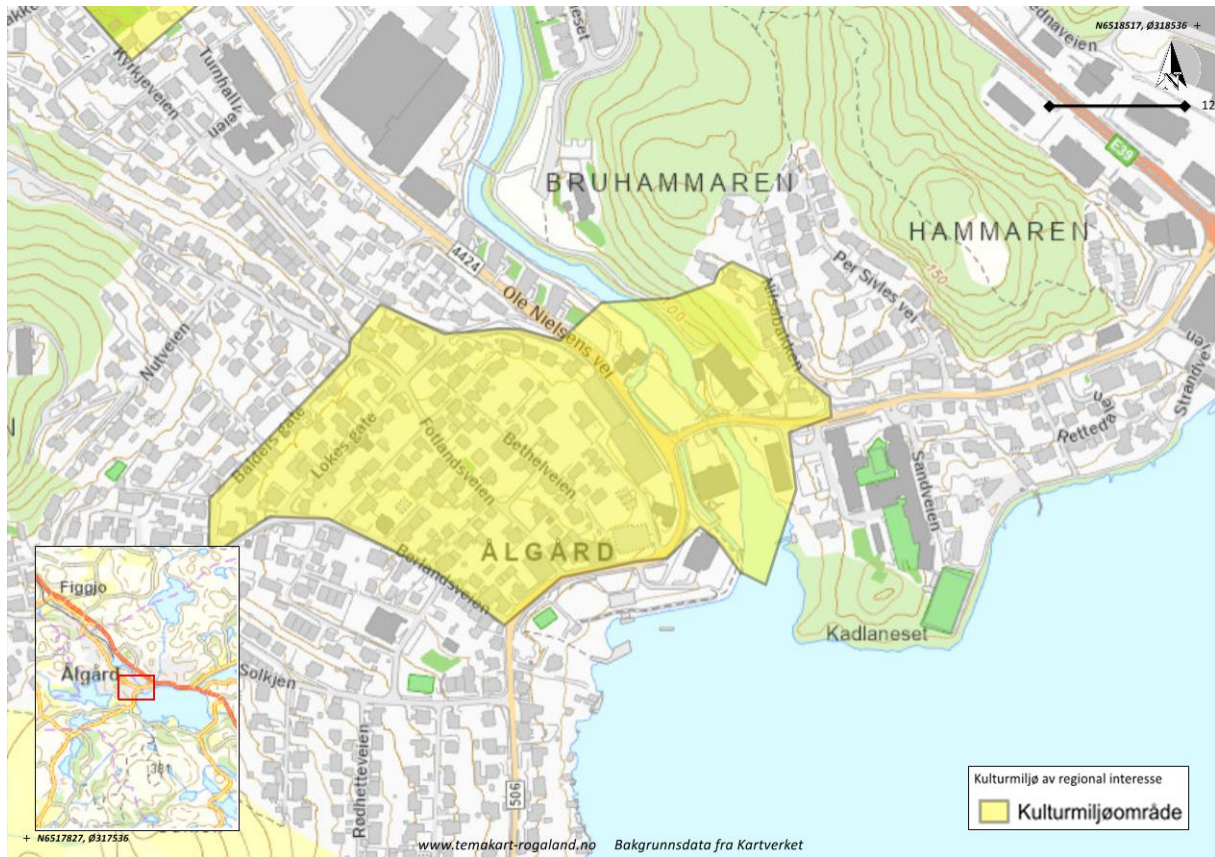 N6518517, Ø318536 +
Kyrkjeveien
Turnhallveien
BRUHAMMAREN
HAMMAREN
E39
12
4424
Ole Nielsens vei
Per Sivles vei
150
100
Nutveien
Balders gate
Lokes gate
Fotlandsveien
Bethelveien
Rettedalen
Strandveien
Sandveien
ÅLGÅRD
Berlandsveien
Kadlaneset
Solkjen
Rødhetteveien
506
Figgjo
Ålgård
381
+ N6517827, Ø317536
www.temakart-rogaland.no Bakgrunnsdata fra Kartverket
Kulturmiljø av regional interesse
Kulturmiljøområde